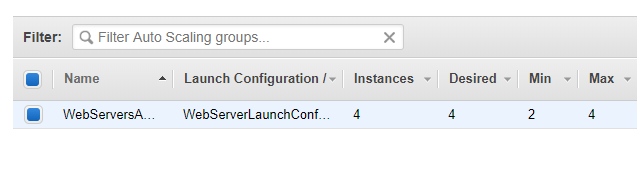 Filter: Filter Auto Scaling groups...
Name Launch Configuration / Instances Desired Min Max
WebServersA... WebServerLaunchConf... 4 4 2 4